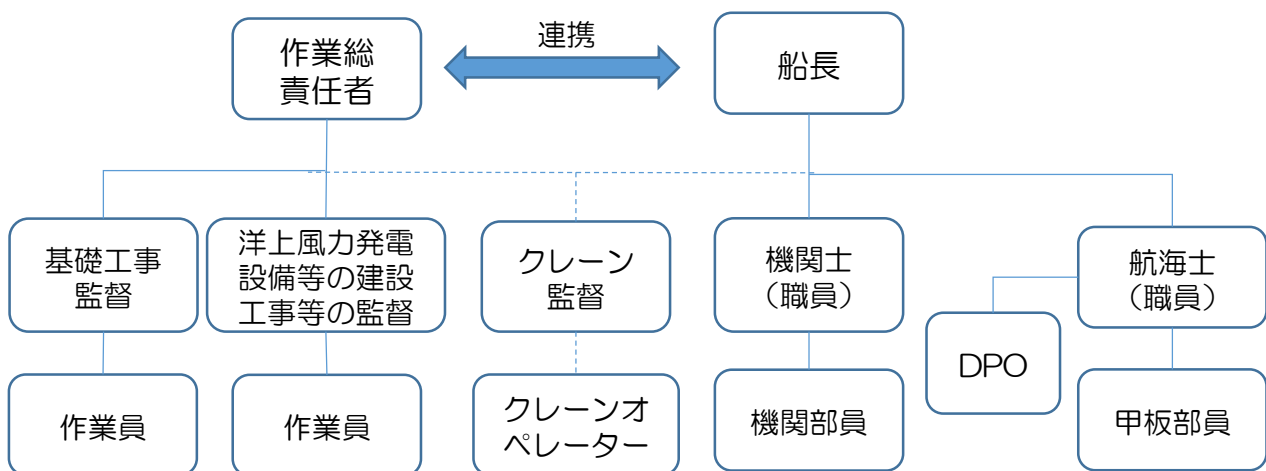 作業総
責任者
連携
船長
基礎工事
監督
洋上風力発電
設備等の建設
工事等の監督
クレーン
監督
機関士
（職員）
航海士
（職員）
DPO
作業員
作業員
クレーンオ
ペレーター
機関部員
甲板部員